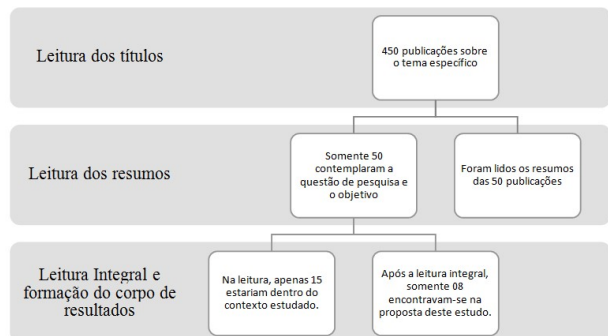 Leitura dos títulos
450 publicações sobre
o tema específico
Leitura dos resumos
Somente 50
contemplaram a
questão de pesquisa e
o objetivo
Foram lidos os resumos
das 50 publicações
Leitura Integral e
formação do corpo de
resultados
Na leitura, apenas 15
estariam dentro do
contexto estudado.
Após a leitura integral,
somente 08
encontravam-se na
proposta deste estudo.